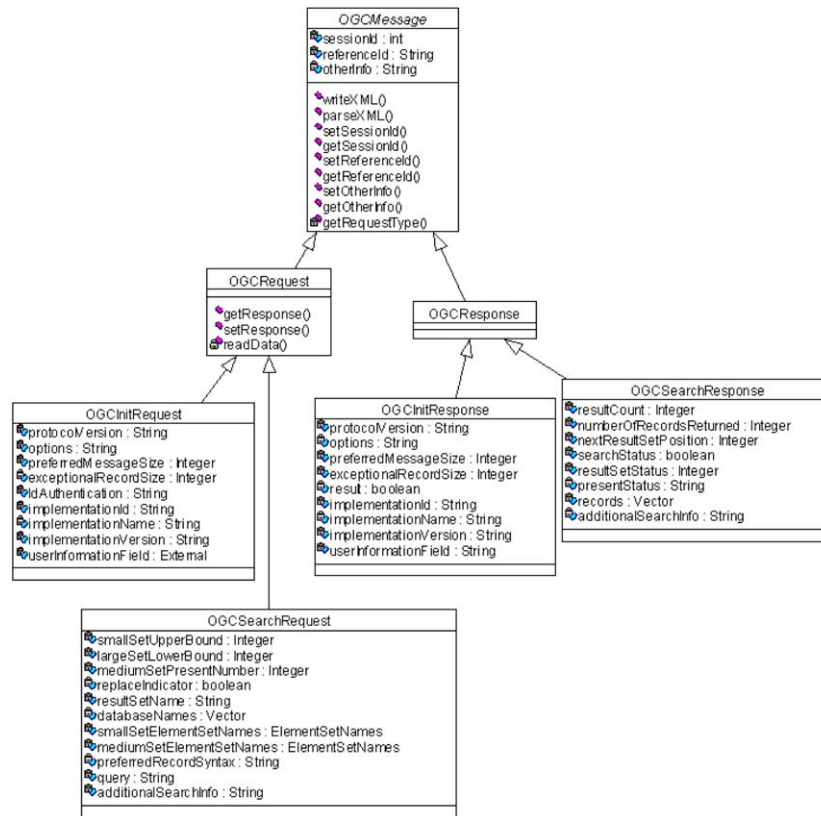 OGCMessage
sessionId : int
referenceId : String
otherInfo : String
writeXML()
parseXML()
setSessionId()
getSessionId()
setReferenceId()
getReferenceId()
setOtherInfo()
getOtherInfo()
getRequestType()
OGCRequest
getResponse()
setResponse()
readData()
OGCResponse
OGCInitRequest
protocolVersion : String
options : String
preferredMessageSize : Integer
exceptionalRecordSize : Integer
IdAuthentication : String
implementationId : String
implementationName : String
implementationVersion : String
userInformationField : External
OGCInitResponse
protocolVersion : String
options : String
preferredMessageSize : Integer
exceptionalRecordSize : Integer
result : boolean
implementationId : String
implementationName : String
implementationVersion : String
userInformationField : String
OGCSearchResponse
resultCount : Integer
numberOfRecordsReturned : Integer
nextResultSetPosition : Integer
searchStatus : boolean
resultSetStatus : Integer
presentStatus : String
records : Vector
additionalSearchInfo : String
OGCSearchRequest
smallSetUpperBound : Integer
largeSetLowerBound : Integer
mediumSetPresentNumber : Integer
replaceIndicator : boolean
resultSetName : String
databaseNames : Vector
smallSetElementSetNames : ElementSetNames
mediumSetElementSetNames : ElementSetNames
preferredRecordSyntax : String
query : String
additionalSearchInfo : String